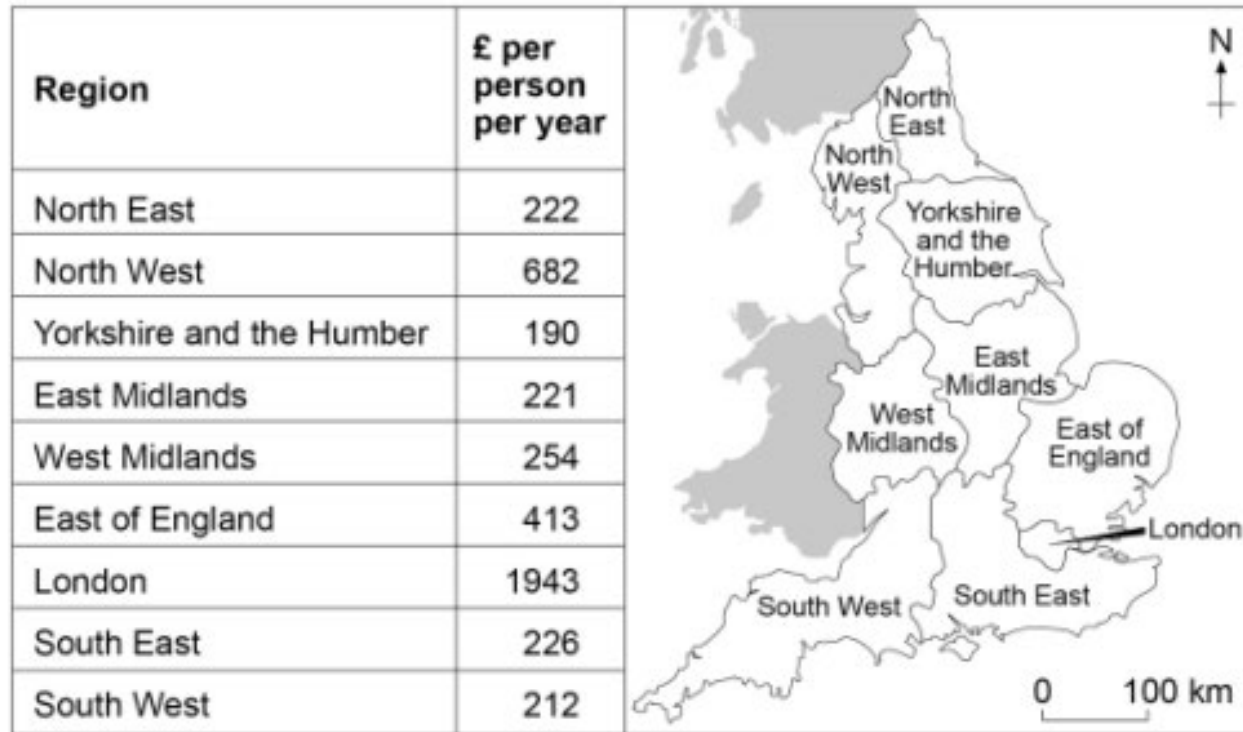 Region
£ per
person
per year
North East 222
North West 682
Yorkshire and the Humber 190
East Midlands 221
West Midlands 254
East of England 413
London 1943
South East 226
South West 212
N
North
East
North
West
Yorkshire
and the
Humber
East
Midlands
West
Midlands
East of
England
London
South West
South East
0 100 km